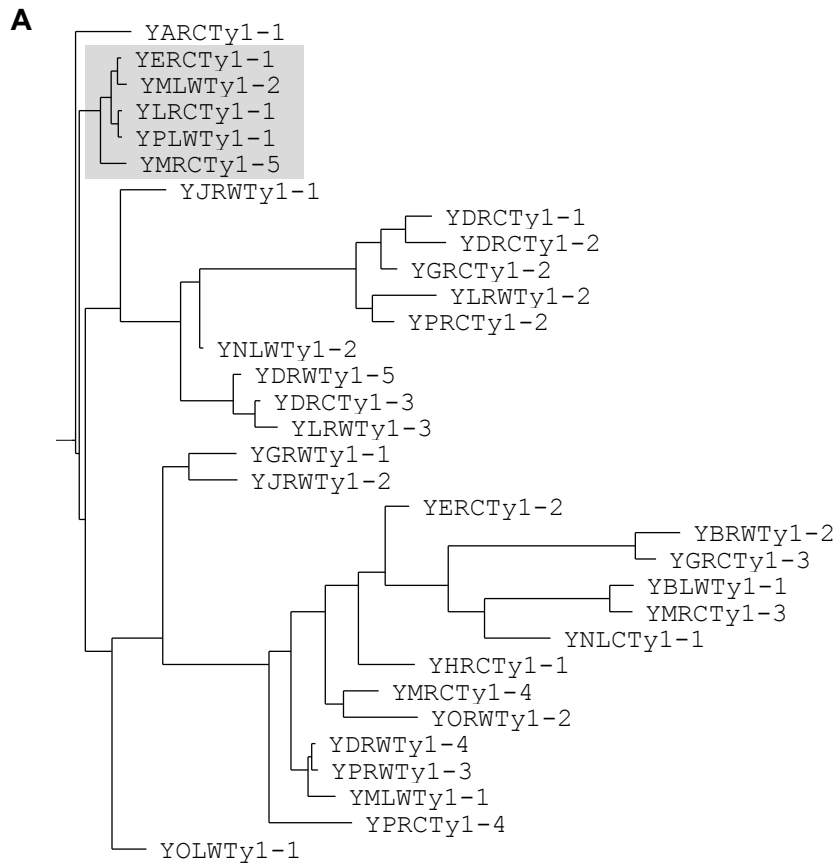 A
YARCTy1-1
YERCTy1-1
YMLWTy1-2
YLRCTy1-1
YPLWTy1-1
YMRCTy1-5
YJRWTy1-1
YDRCTy1-1
YDRCTy1-2
YGRCTy1-2
YLRWTy1-2
YPRCTy1-2
YNLWTy1-2
YDRWTy1-5
YDRCTy1-3
YLRWTy1-3
YGRWTy1-1
YJRWTy1-2
YERCTy1-2
YBRWTy1-2
YGRCTy1-3
YBLWTy1-1
YMRCTy1-3
YNLCTy1-1
YHRCTy1-1
YMRCTy1-4
YORWTy1-2
YDRWTy1-4
YPRWTy1-3
YMLWTy1-1
YPRCTy1-4
YOLWTy1-1